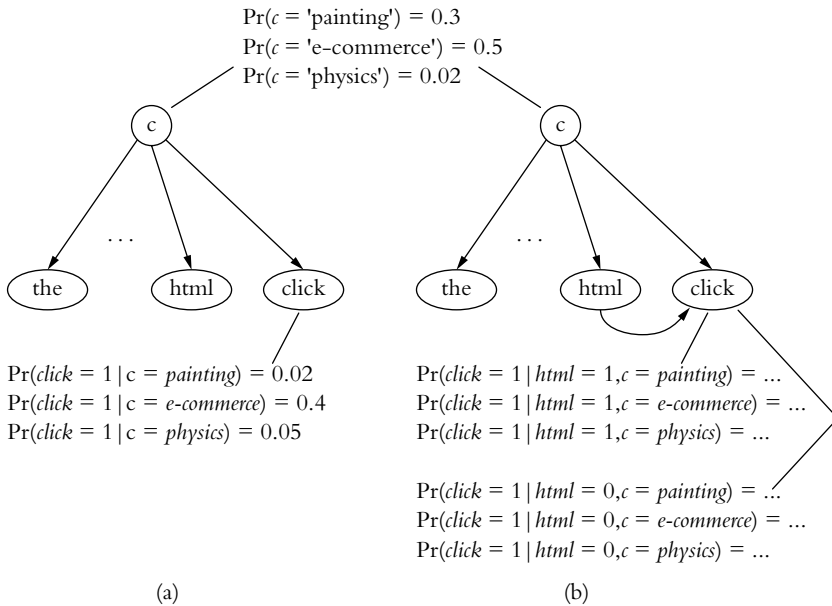 Pr(c = 'painting') = 0.3
Pr(c = 'e-commerce') = 0.5
Pr(c = 'physics') = 0.02
c
c
...
...
the
html
click
the
html
click
Pr(click = 1 | c = painting) = 0.02
Pr(click = 1 | c = e-commerce) = 0.4
Pr(click = 1 | c = physics) = 0.05
Pr(click = 1 | html = 1,c = painting) = ...
Pr(click = 1 | html = 1,c = e-commerce) = ...
Pr(click = 1 | html = 1,c = physics) = ...
Pr(click = 1 | html = 0,c = painting) = ...
Pr(click = 1 | html = 0,c = e-commerce) = ...
Pr(click = 1 | html = 0,c = physics) = ...
(a)
(b)